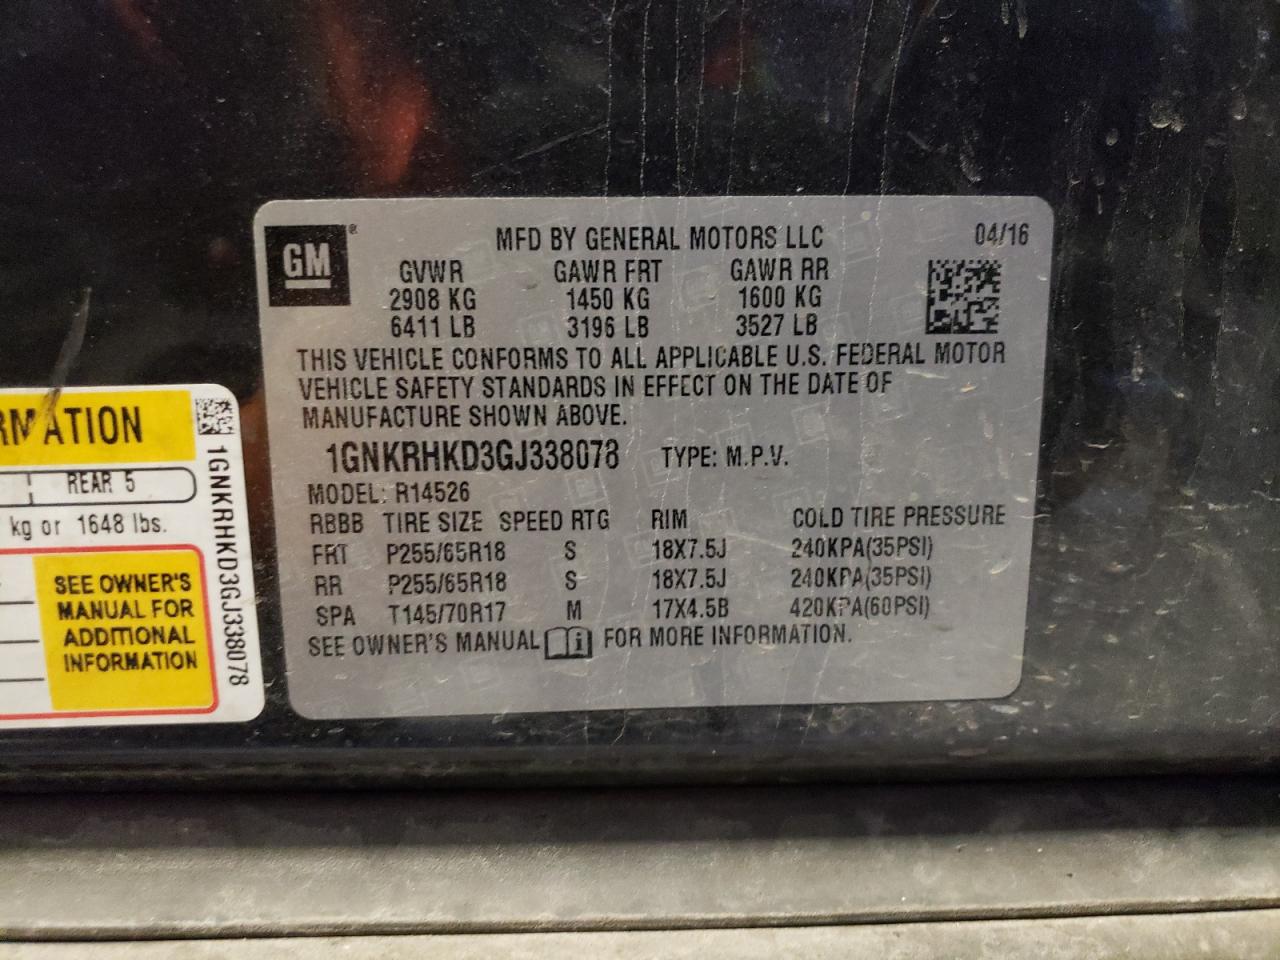 GM®
MFD BY GENERAL MOTORS LLC 04/16
GVWR GAWR FRT GAWR RR
2908 KG 1450 KG 1600 KG
6411 LB 3196 LB 3527 LB
THIS VEHICLE CONFORMS TO ALL APPLICABLE U.S. FEDERAL MOTOR
VEHICLE SAFETY STANDARDS IN EFFECT ON THE DATE OF
MANUFACTURE SHOWN ABOVE.
1GNKRHKD3GJ338078 TYPE: M.P.V.
MODEL: R14526
RBBB TIRE SIZE SPEED RTG RIM COLD TIRE PRESSURE
FRT P255/65R18 S 18X7.5J 240KPA(35PSI)
RR P255/65R18 S 18X7.5J 240KPA(35PSI)
SPA T145/70R17 M 17X4.5B 420KPA(60PSI)
SEE OWNER'S MANUAL i FOR MORE INFORMATION.
RMATION
REAR 5
kg or 1648 lbs.
SEE OWNER'S
MANUAL FOR
ADDITIONAL
INFORMATION
1GNKRHKD3GJ338078